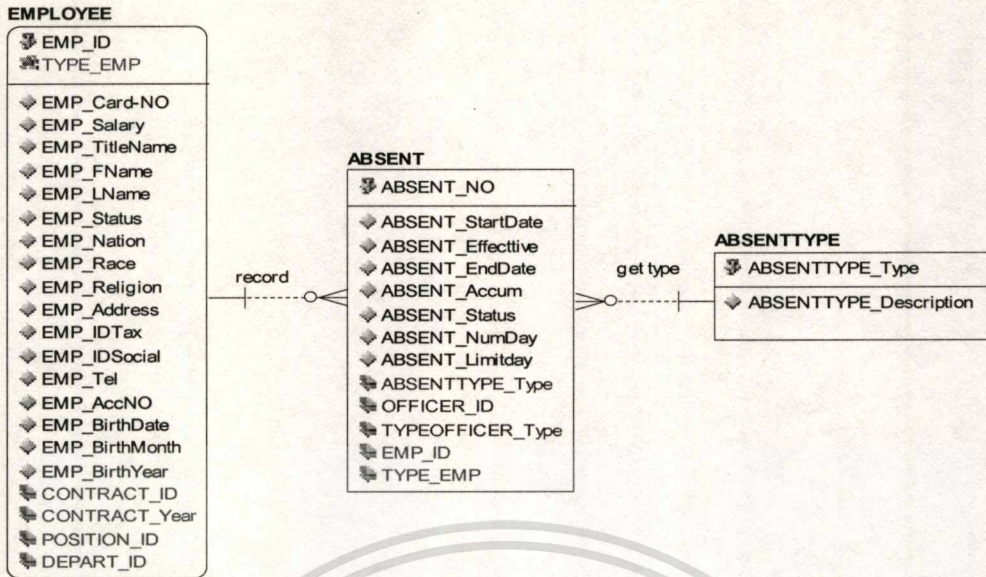 EMPLOYEE
EMP_ID
TYPE_EMP
EMP_Card-NO
EMP_Salary
EMP_TitleName
EMP_FName
EMP_LName
EMP_Status
EMP_Nation
EMP_Race
EMP_Religion
EMP_Address
EMP_IDTax
EMP_IDSocial
EMP_Tel
EMP_AccNO
EMP_BirthDate
EMP_BirthMonth
EMP_BirthYear
CONTRACT_ID
CONTRACT_Year
POSITION_ID
DEPART_ID
record
ABSENT
ABSENT_NO
ABSENT_StartDate
ABSENT_Effecttive
ABSENT_EndDate
ABSENT_Accum
ABSENT_Status
ABSENT_NumDay
ABSENT_Limitday
ABSENTTYPE_Type
OFFICER_ID
TYPEOFFICER_Type
EMP_ID
TYPE_EMP
get type
ABSENTTYPE
ABSENTTYPE_Type
ABSENTTYPE_Description